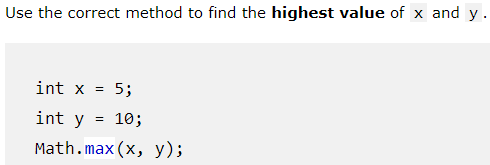 Use the correct method to find the highest value of x and y.
int x = 5;
int y = 10;
Math.max(x, y);